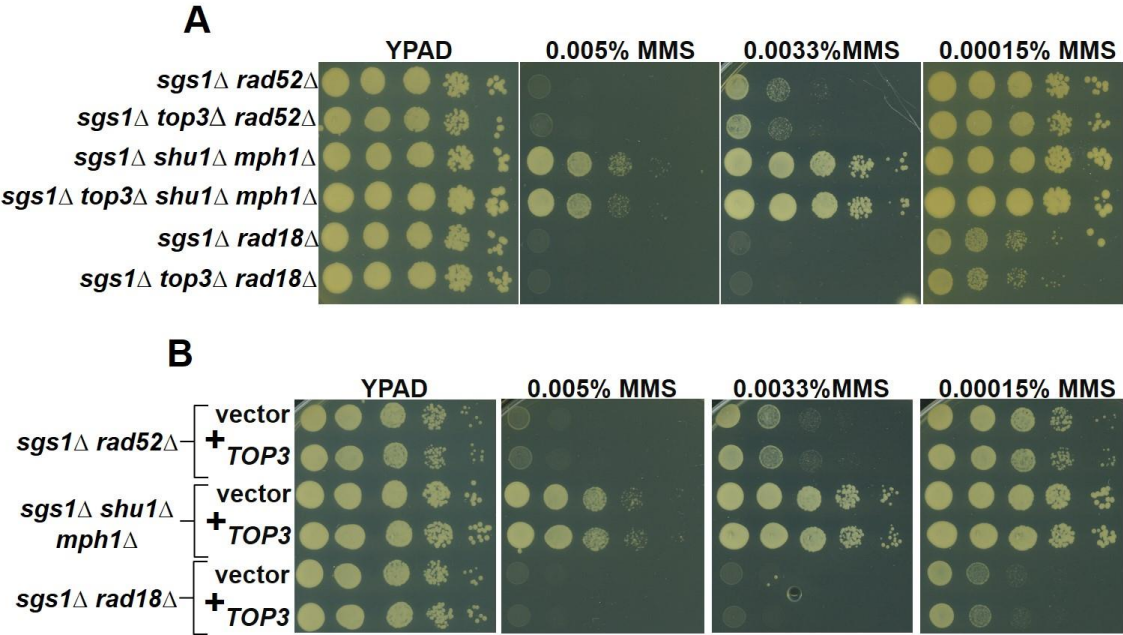 A
YPAD 0.005% MMS 0.0033%MMS 0.00015% MMS
sgs1Δ rad52Δ
sgs1Δ top3Δ rad52Δ
sgs1Δ shu1Δ mph1Δ
sgs1Δ top3Δ shu1Δ mph1Δ
sgs1Δ rad18Δ
sgs1Δ top3Δ rad18Δ
B
YPAD 0.005% MMS 0.0033%MMS 0.00015% MMS
sgs1Δ rad52Δ + vector
TOP3
sgs1Δ shu1Δ mph1Δ + vector
TOP3
sgs1Δ rad18Δ + vector
TOP3